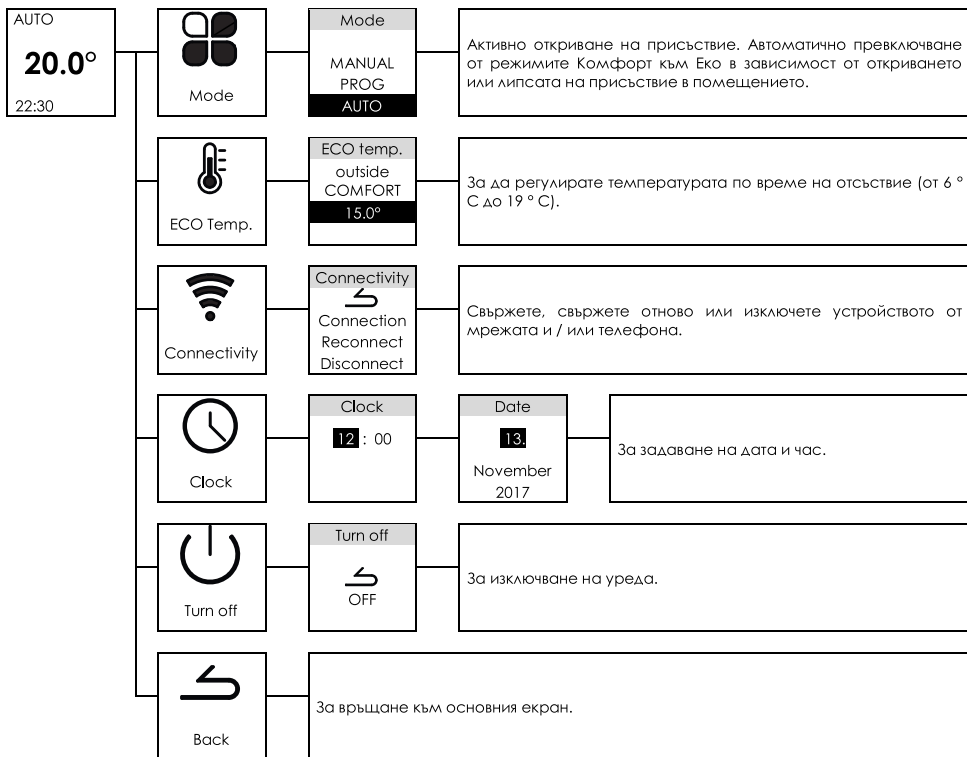 AUTO
20.0°
22:30
Mode
Mode
MANUAL
PROG
AUTO
Активно откриване на присъствие. Автоматично превключване
от режимите Комфорт към Еко в зависимост от откриването
или липсата на присъствие в помещението.
ECO Temp.
ECO temp.
outside
COMFORT
15.0°
За да регулирате температурата по време на отсъствие (от 6 °
C до 19 ° C).
Connectivity
Connectivity
Connection
Reconnect
Disconnect
Свържете, свържете отново или изключете устройството от
мрежата и / или телефона.
Clock
Clock
12 : 00
Date
13.
November
2017
За задаване на дата и час.
Turn off
Turn off
OFF
За изключване на уреда.
Back
За връщане към основния екран.